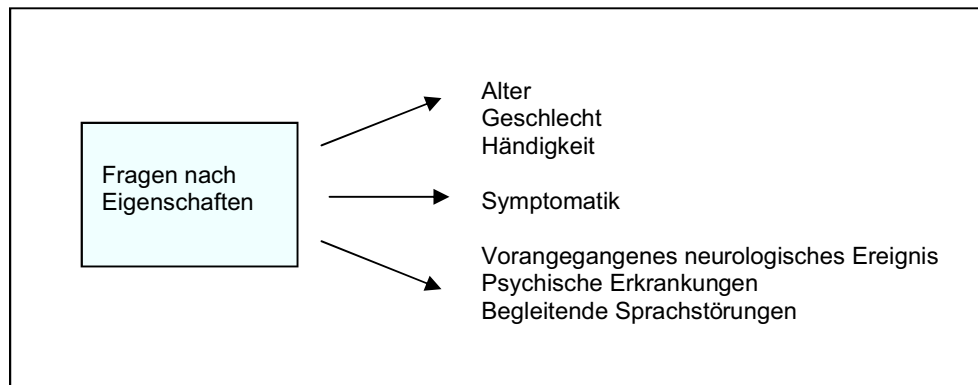 Fragen nach
Eigenschaften
Alter
Geschlecht
Händigkeit
Symptomatik
Vorangegangenes neurologisches Ereignis
Psychische Erkrankungen
Begleitende Sprachstörungen